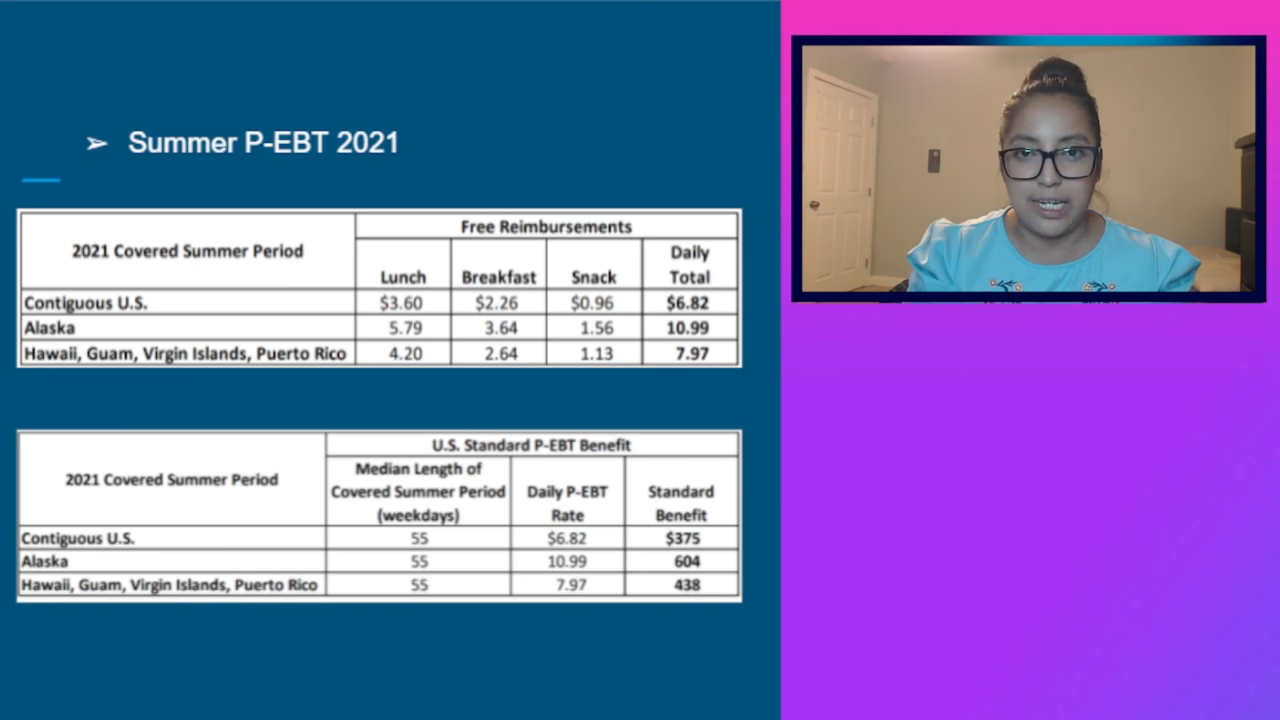 ➢ Summer P-EBT 2021
2021 Covered Summer Period
Free Reimbursements
Lunch Breakfast Snack Daily Total
Contiguous U.S. $3.60 $2.26 $0.96 $6.82
Alaska 5.79 3.64 1.56 10.99
Hawaii, Guam, Virgin Islands, Puerto Rico 4.20 2.64 1.13 7.97
2021 Covered Summer Period
U.S. Standard P-EBT Benefit
Median Length of Covered Summer Period (weekdays) Daily P-EBT Rate Standard Benefit
Contiguous U.S. 55 $6.82 $375
Alaska 55 10.99 604
Hawaii, Guam, Virgin Islands, Puerto Rico 55 7.97 438